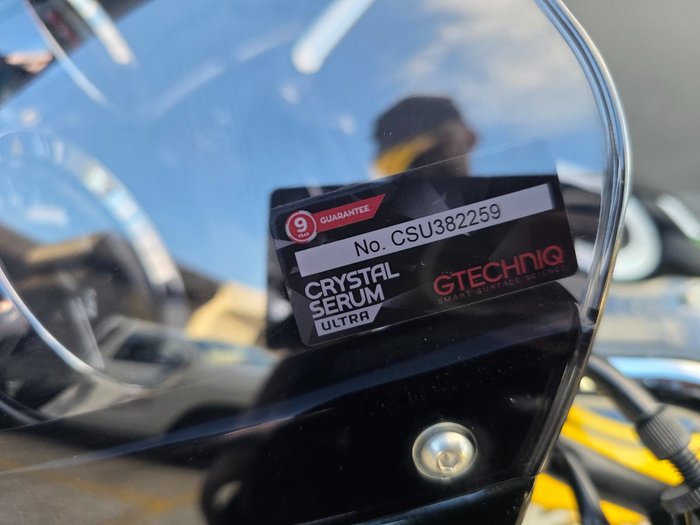 9
YEAR
GUARANTEE
No. CSU382259
CRYSTAL
SERUM
ULTRA
GTECHNIQ
SMART SURFACE SCIENCE